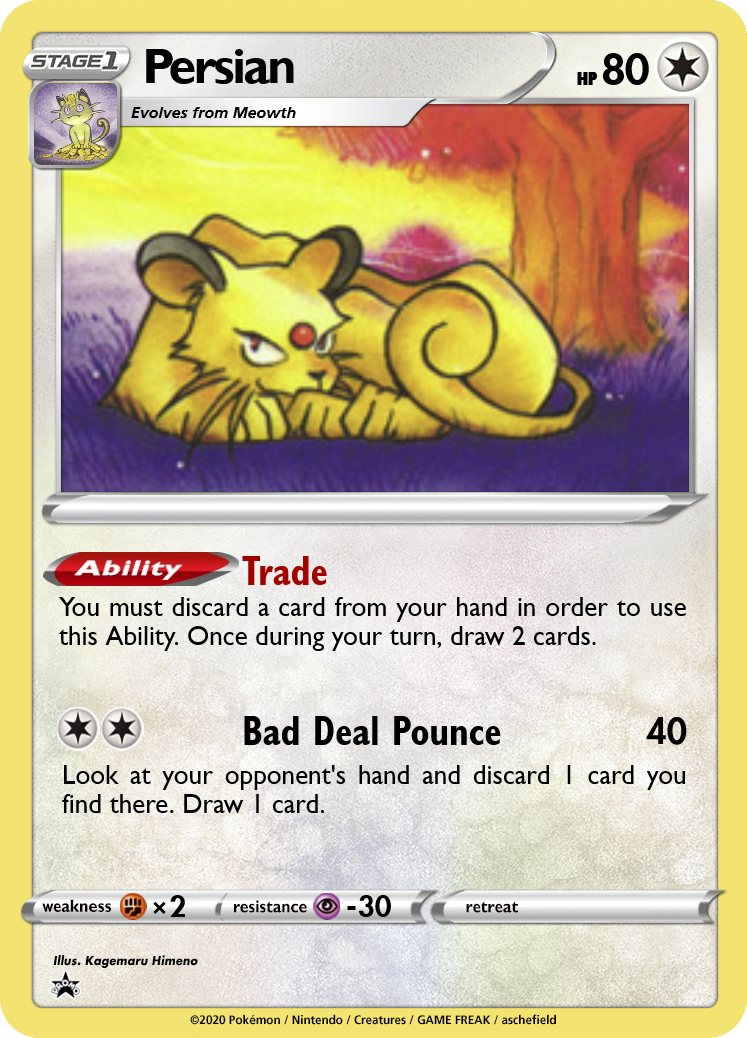 STAGE1
Persian
HP 80
Evolves from Meowth
Ability Trade
You must discard a card from your hand in order to use
this Ability. Once during your turn, draw 2 cards.
Bad Deal Pounce 40
Look at your opponent's hand and discard 1 card you
find there. Draw 1 card.
weakness ×2 resistance -30 retreat
Illus. Kagemaru Himeno
©2020 Pokémon / Nintendo / Creatures / GAME FREAK / aschefield